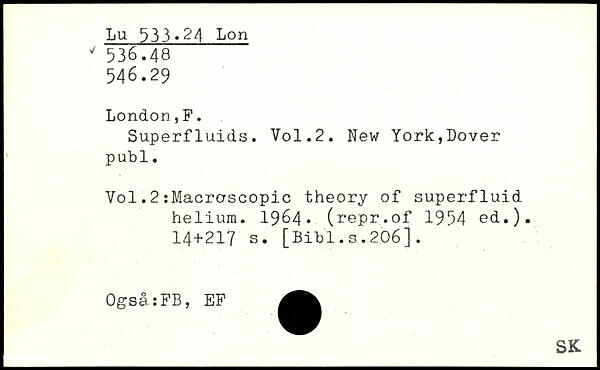 Lu 533.24 Lon
✓ 536.48
546.29
London,F.
Superfluids. Vol.2. New York,Dover
publ.
Vol.2:Macroscopic theory of superfluid
helium. 1964. (repr.of 1954 ed.).
14+217 s. [Bibl.s.206].
Også:FB, EF
SK